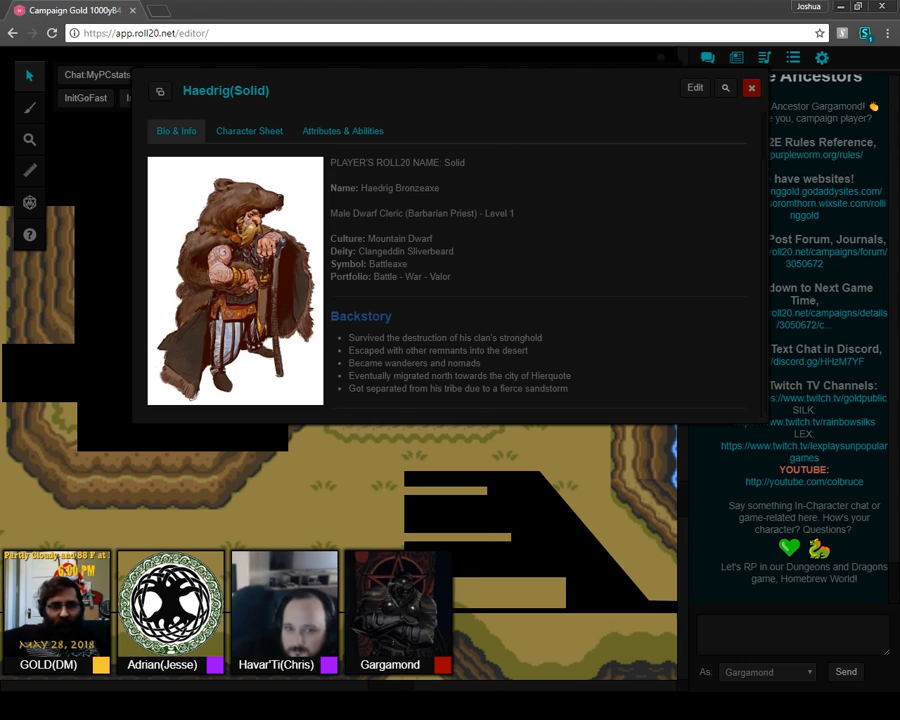 Campaign Gold 1000yB4
Joshua
https://app.roll20.net/editor/
Chat:MyPCstats
InitGoFast
Haedrig(Solid)
Edit
Bio & Info
Character Sheet
Attributes & Abilities
PLAYER'S ROLL20 NAME: Solid
Name: Haedrig Bronzeaxe
Male Dwarf Cleric (Barbarian Priest) - Level 1
Culture: Mountain Dwarf
Deity: Clangeddin Sliverbeard
Symbol: Battleaxe
Portfolio: Battle - War - Valor
Backstory
Survived the destruction of his clan's stronghold
Escaped with other remnants into the desert
Became wanderers and nomads
Eventually migrated north towards the city of Hierquote
Got separated from his tribe due to a fierce sandstorm
e Ancestors
Ancestor Gargamond!
e you, campaign player?
2E Rules Reference,
purpleworm.org/rules/
have websites!
nggold.godaddysites.com/
soromthorn.wixsite.com/rolli
nggold
Post Forum, Journals,
roll20.net/campaigns/forum/
3050672
down to Next Game
Time,
roll20.net/campaigns/details
/3050672/c...
Text Chat in Discord,
/discord.gg/HHzM7YF
Twitch TV Channels:
s://www.twitch.tv/goldpublic
SILK:
www.twitch.tv/rainbowsilks
LEX:
https://www.twitch.tv/lexplaysunpopular
games
YOUTUBE:
http://youtube.com/colbruce
Say something In-Character chat or
game-related here. How's your
character? Questions?
Let's RP in our Dungeons and Dragons
game, Homebrew World!
Partly Cloudy and 88 F at
6:00 PM
MAY 28, 2018
GOLD(DM)
Adrian(Jesse)
Havar'Ti(Chris)
Gargamond
As:
Gargamond
Send